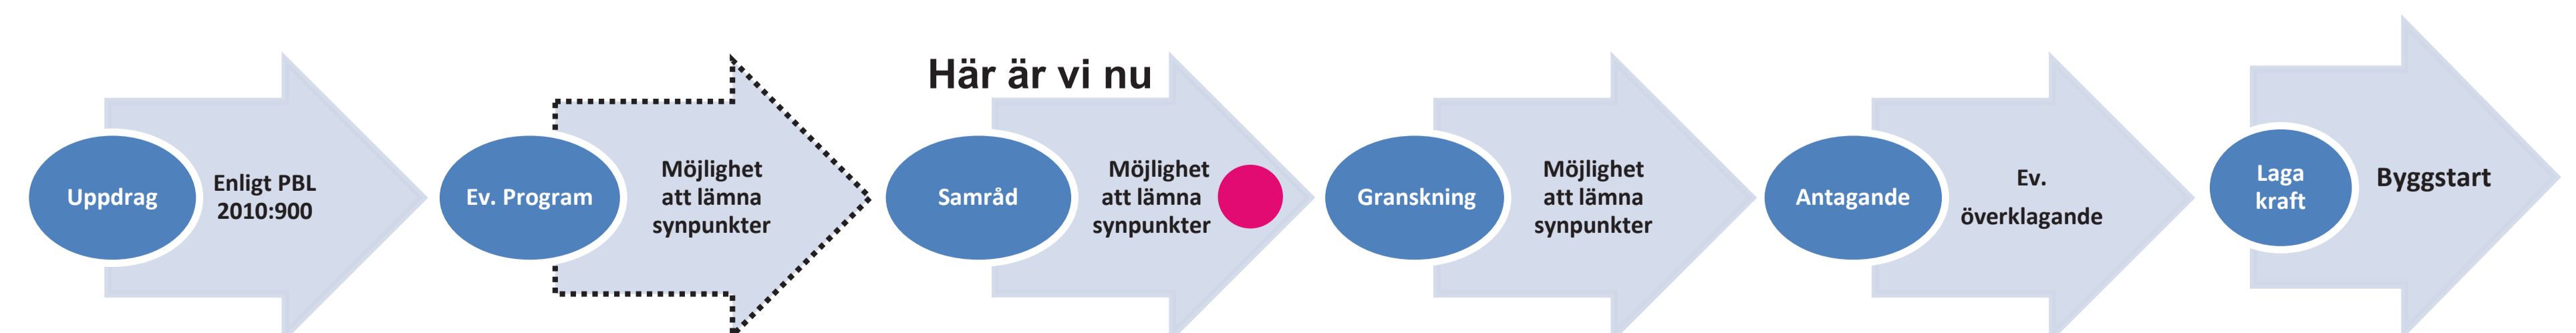 Här är vi nu
Uppdrag
Enligt PBL
2010:900
Ev. Program
Möjlighet
att lämna
synpunkter
Samråd
Möjlighet
att lämna
synpunkter
Granskning
Möjlighet
att lämna
synpunkter
Antagande
Ev.
överklagande
Laga
kraft
Byggstart